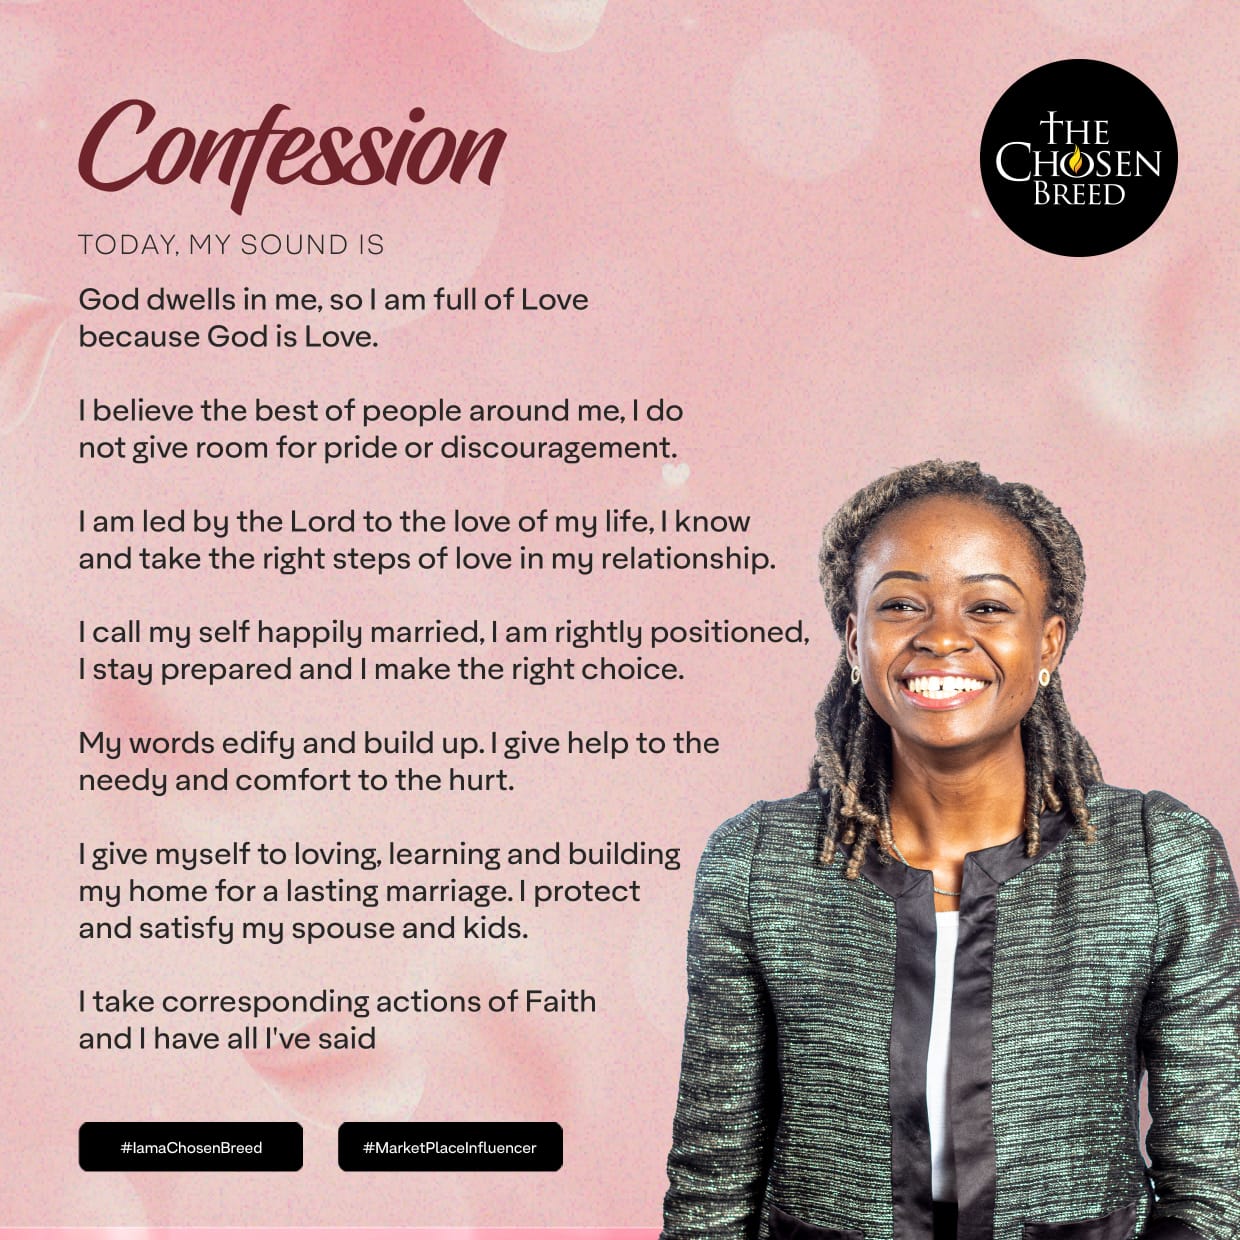 Confession
THE
CHOSEN
BREED
TODAY, MY SOUND IS
God dwells in me, so I am full of Love
because God is Love.
I believe the best of people around me, I do
not give room for pride or discouragement.
I am led by the Lord to the love of my life, I know
and take the right steps of love in my relationship.
I call my self happily married, I am rightly positioned,
I stay prepared and I make the right choice.
My words edify and build up. I give help to the
needy and comfort to the hurt.
I give myself to loving, learning and building
my home for a lasting marriage. I protect
and satisfy my spouse and kids.
I take corresponding actions of Faith
and I have all I've said
#IamaChosenBreed
#MarketPlaceInfluencer